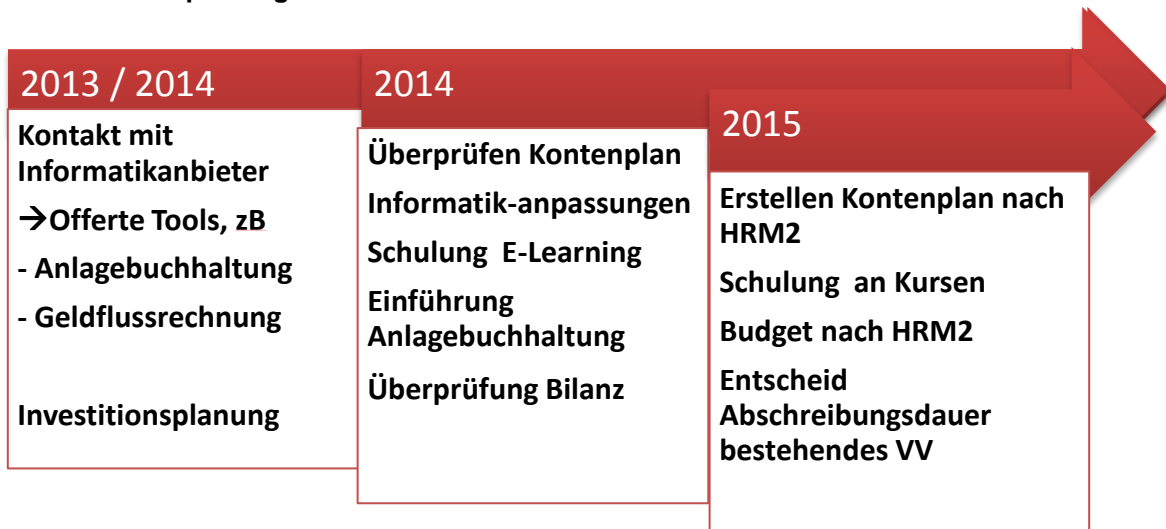 2013 / 2014
Kontakt mit
Informatikanbieter
→Offerte Tools, zB
- Anlagebuchhaltung
- Geldflussrechnung
Investitionsplanung
2014
Überprüfen Kontenplan
Informatik-anpassungen
Schulung  E-Learning
Einführung
Anlagebuchhaltung
Überprüfung Bilanz
2015
Erstellen Kontenplan nach
HRM2
Schulung  an Kursen
Budget nach HRM2
Entscheid
Abschreibungsdauer
bestehendes VV